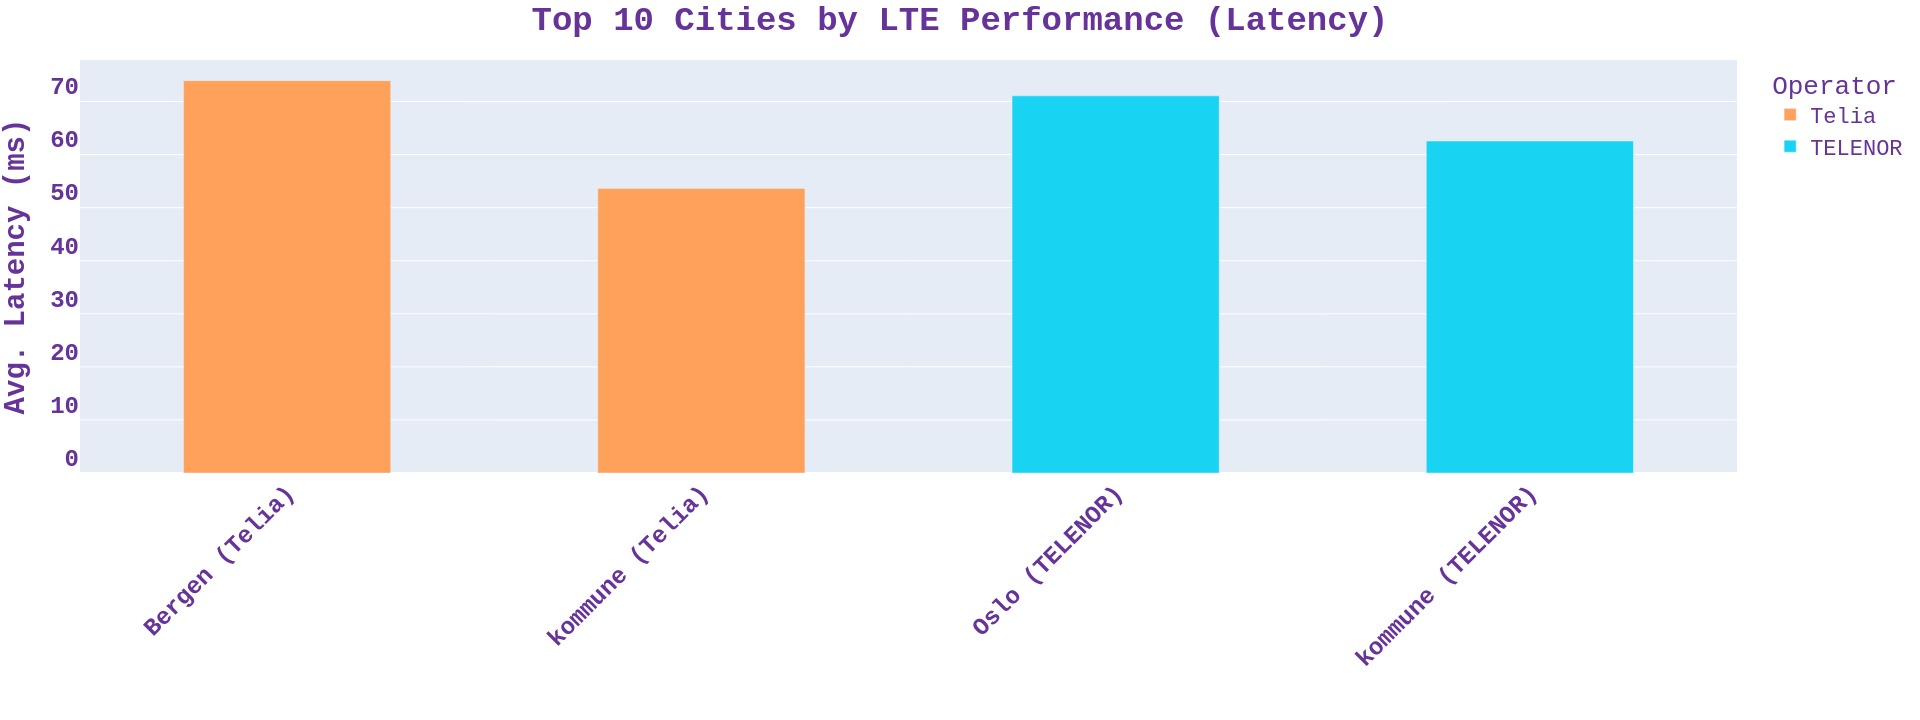 Top 10 Cities by LTE Performance (Latency)
Avg. Latency (ms)
70
60
50
40
30
20
10
0
Bergen (Telia)
kommune (Telia)
Oslo (TELENOR)
kommune (TELENOR)
Operator
Telia
TELENOR